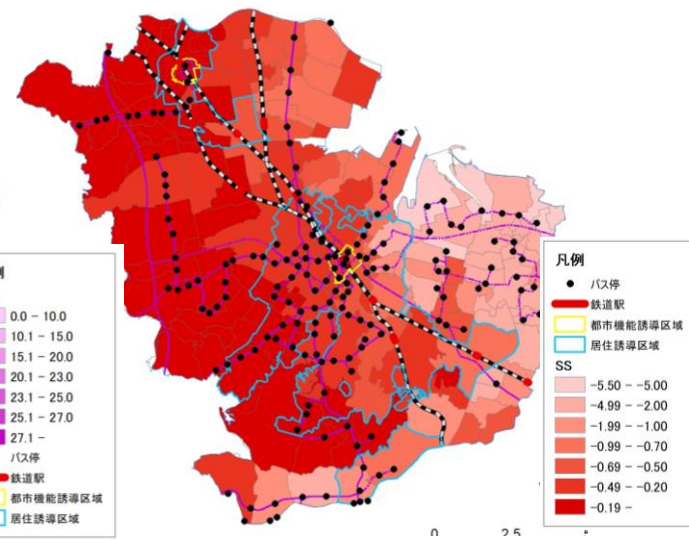 例
0.0 - 10.0
10.1 - 15.0
15.1 - 20.0
20.1 - 23.0
23.1 - 25.0
25.1 - 27.0
27.1 -
バス停
鉄道駅
都市機能誘導区域
居住誘導区域
凡例
バス停
鉄道駅
都市機能誘導区域
居住誘導区域
SS
-5.50 - -5.00
-4.99 - -2.00
-1.99 - -1.00
-0.99 - -0.70
-0.69 - -0.50
-0.49 - -0.20
-0.19 -
0 2.5